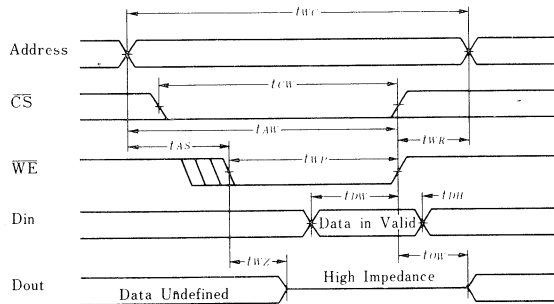 tWC
Address
tCW
CS
tAW
tAS
tWR
WE
tWP
tDW
tDH
Din
Data in Valid
tWZ
tOW
Dout
Data Undefined
High Impedance